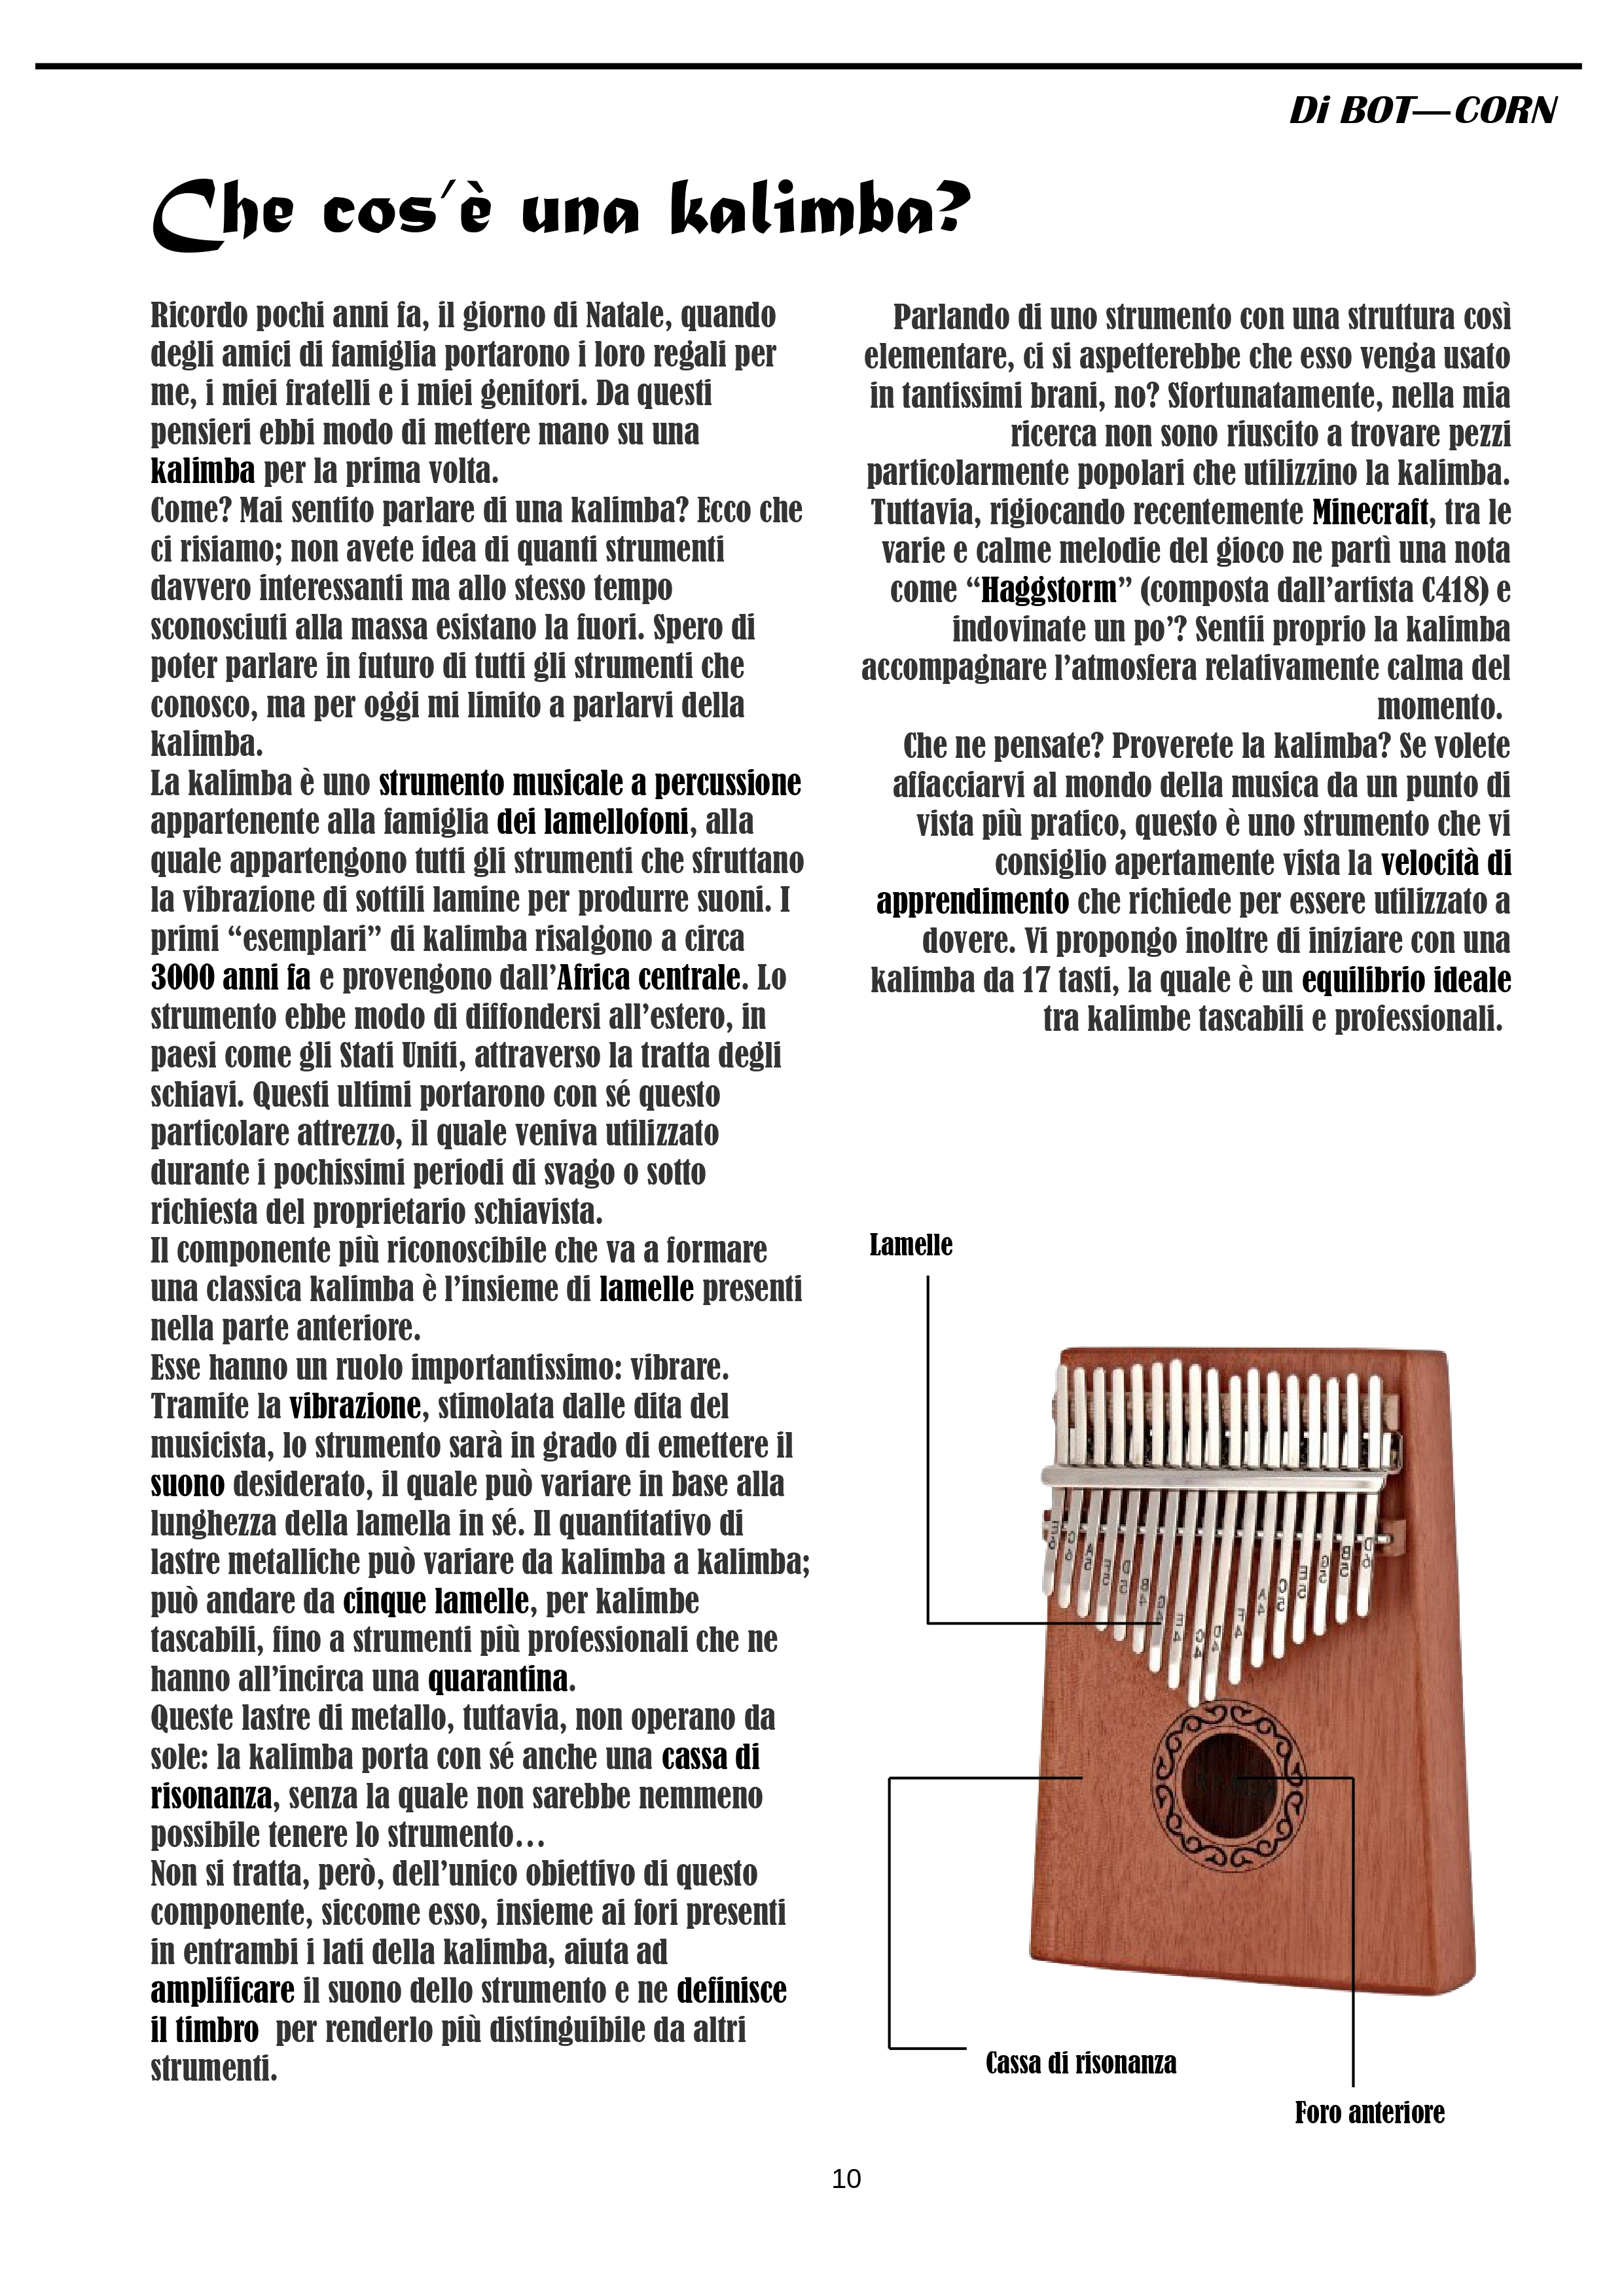 Di BOT—CORN
Che cos'è una kalimba?
Ricordo pochi anni fa, il giorno di Natale, quando
degli amici di famiglia portarono i loro regali per
me, i miei fratelli e i miei genitori. Da questi
pensieri ebbi modo di mettere mano su una
kalimba per la prima volta.
Come? Mai sentito parlare di una kalimba? Ecco che
ci risiamo; non avete idea di quanti strumenti
davvero interessanti ma allo stesso tempo
sconosciuti alla massa esistano la fuori. Spero di
poter parlare in futuro di tutti gli strumenti che
conosco, ma per oggi mi limito a parlarvi della
kalimba.
La kalimba è uno strumento musicale a percussione
appartenente alla famiglia dei lamellofoni, alla
quale appartengono tutti gli strumenti che sfruttano
la vibrazione di sottili lamine per produrre suoni. I
primi “esemplari” di kalimba risalgono a circa
3000 anni fa e provengono dall’Africa centrale. Lo
strumento ebbe modo di diffondersi all’estero, in
paesi come gli Stati Uniti, attraverso la tratta degli
schiavi. Questi ultimi portarono con sé questo
particolare attrezzo, il quale veniva utilizzato
durante i pochissimi periodi di svago o sotto
richiesta del proprietario schiavista.
Il componente più riconoscibile che va a formare
una classica kalimba è l’insieme di lamelle presenti
nella parte anteriore.
Esse hanno un ruolo importantissimo: vibrare.
Tramite la vibrazione, stimolata dalle dita del
musicista, lo strumento sarà in grado di emettere il
suono desiderato, il quale può variare in base alla
lunghezza della lamella in sé. Il quantitativo di
lastre metalliche può variare da kalimba a kalimba;
può andare da cinque lamelle, per kalimbe
tascabili, fino a strumenti più professionali che ne
hanno all’incirca una quarantina.
Queste lastre di metallo, tuttavia, non operano da
sole: la kalimba porta con sé anche una cassa di
risonanza, senza la quale non sarebbe nemmeno
possibile tenere lo strumento…
Non si tratta, però, dell’unico obiettivo di questo
componente, siccome esso, insieme ai fori presenti
in entrambi i lati della kalimba, aiuta ad
amplificare il suono dello strumento e ne definisce
il timbro  per renderlo più distinguibile da altri
strumenti.
Parlando di uno strumento con una struttura così
elementare, ci si aspetterebbe che esso venga usato
in tantissimi brani, no? Sfortunatamente, nella mia
ricerca non sono riuscito a trovare pezzi
particolarmente popolari che utilizzino la kalimba.
Tuttavia, rigiocando recentemente Minecraft, tra le
varie e calme melodie del gioco ne partì una nota
come “Haggstorm” (composta dall’artista C418) e
indovinate un po’? Sentii proprio la kalimba
accompagnare l’atmosfera relativamente calma del
momento.
Che ne pensate? Proverete la kalimba? Se volete
affacciarvi al mondo della musica da un punto di
vista più pratico, questo è uno strumento che vi
consiglio apertamente vista la velocità di
apprendimento che richiede per essere utilizzato a
dovere. Vi propongo inoltre di iniziare con una
kalimba da 17 tasti, la quale è un equilibrio ideale
tra kalimbe tascabili e professionali.
Lamelle
Cassa di risonanza
Foro anteriore
10